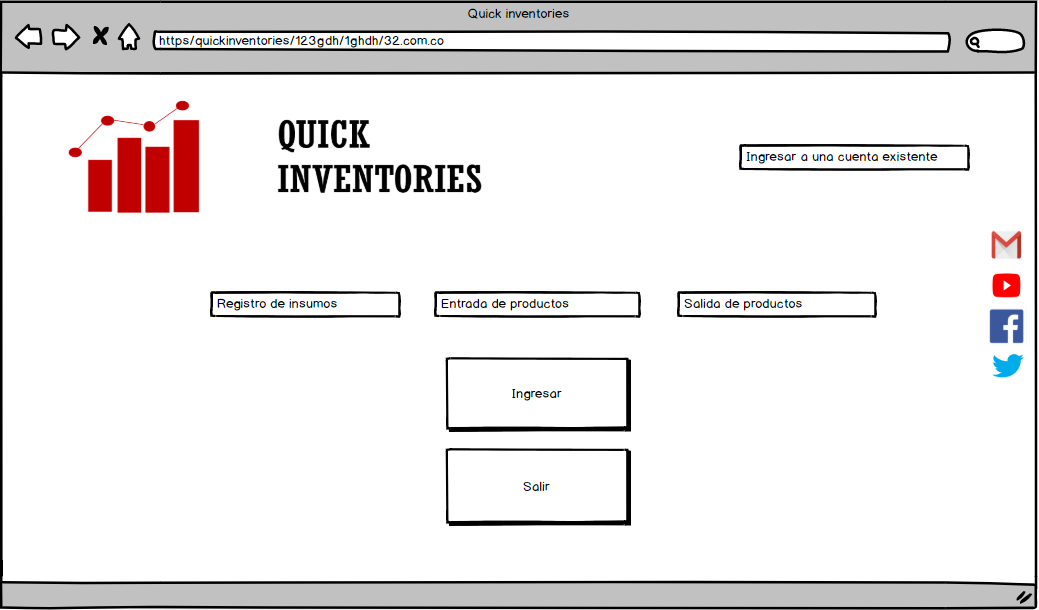 Quick inventories
https/quickinventories/123gdh/1ghdh/32.com.co
QUICK
INVENTORIES
Ingresar a una cuenta existente
Registro de insumos
Entrada de productos
Salida de productos
Ingresar
Salir